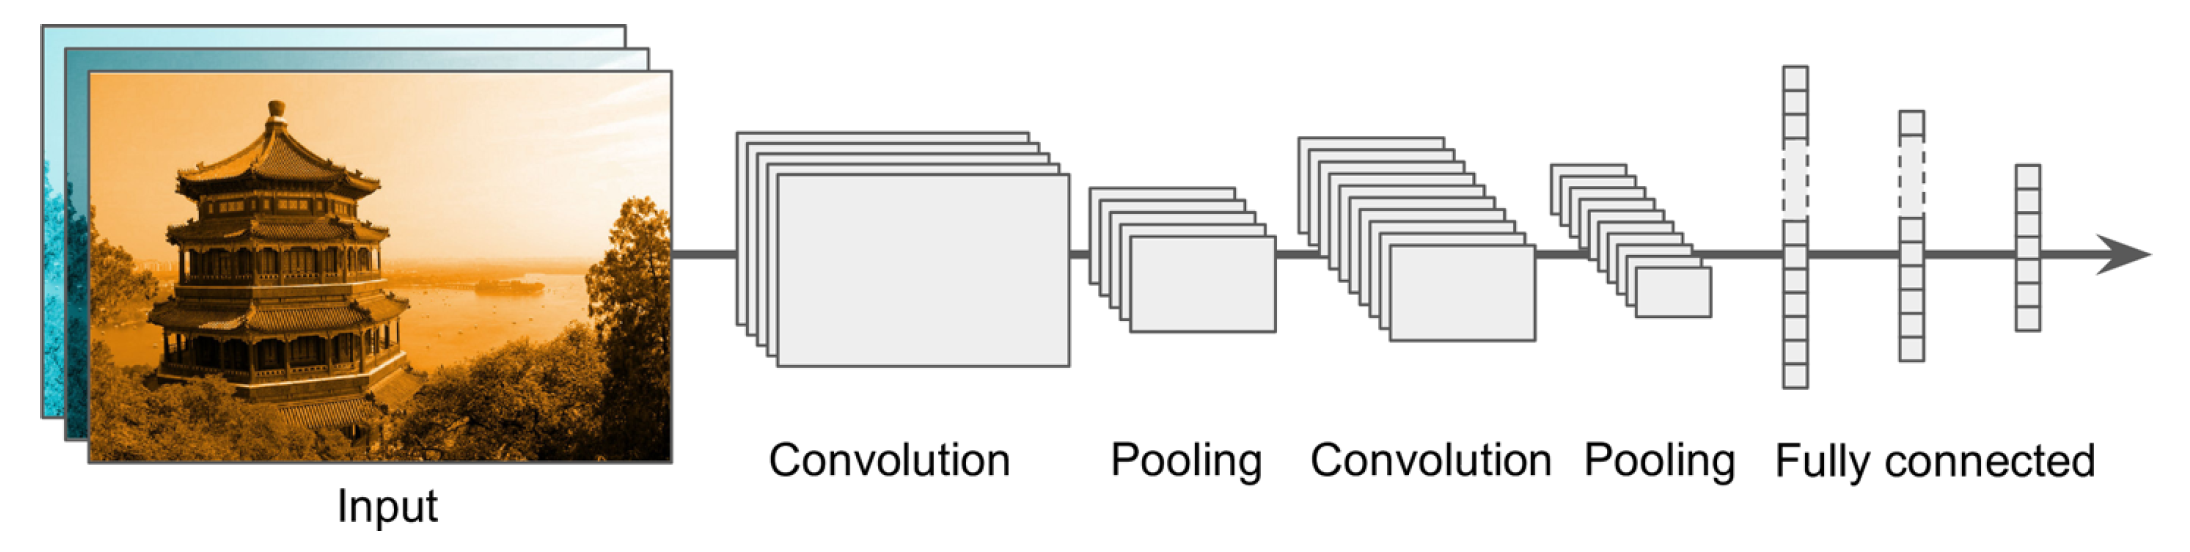 Convolution
Pooling
Convolution
Pooling
Fully connected
Input